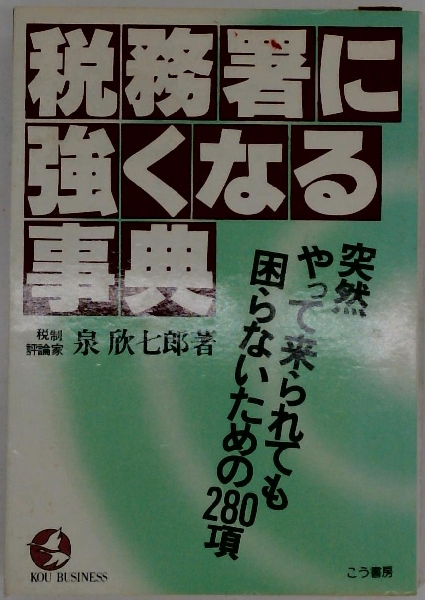 税務署に
強くなる
事典
税制
評論家
泉欣七郎著
突然
やって来られても
困らないための280項
KOU BUSINESS
こう書房